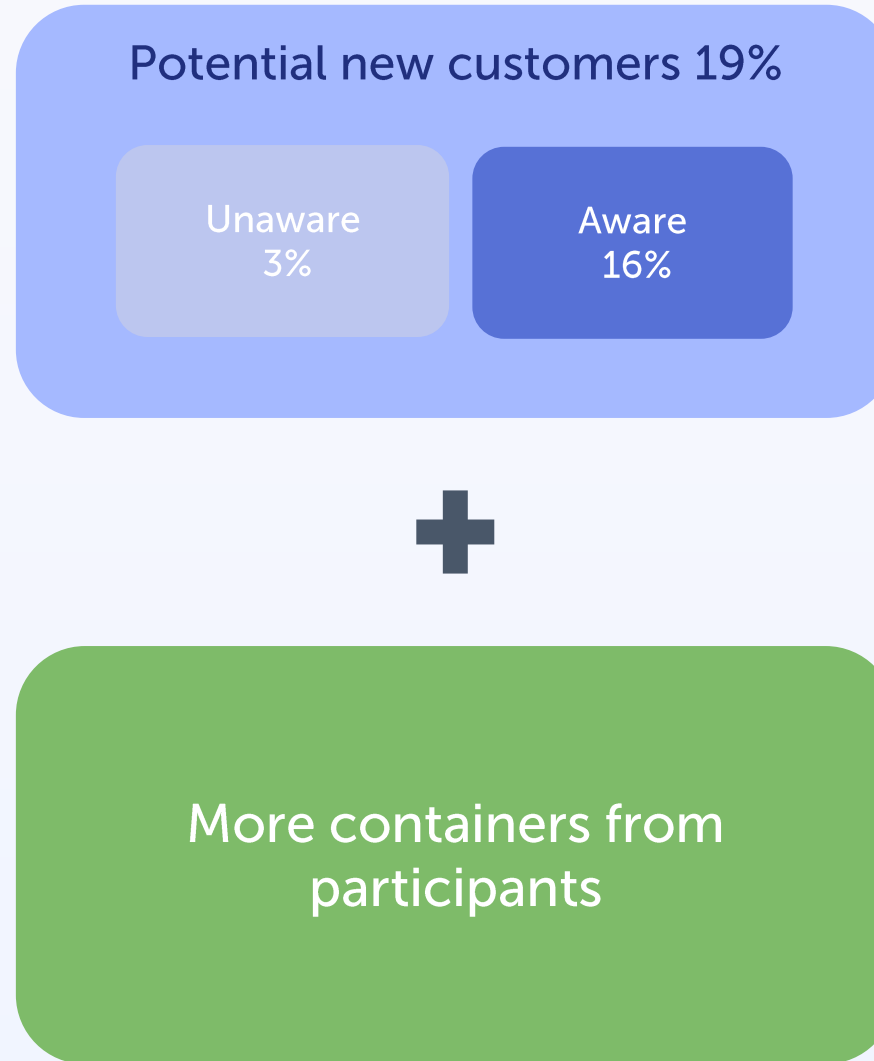 Potential new customers 19%
Unaware
3%
Aware
16%
More containers from
participants